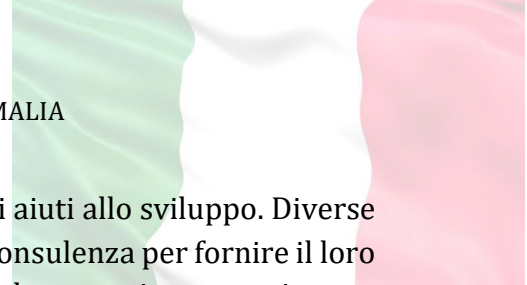 MALIA
i aiuti allo sviluppo. Diverse
onsulenza per fornire il loro